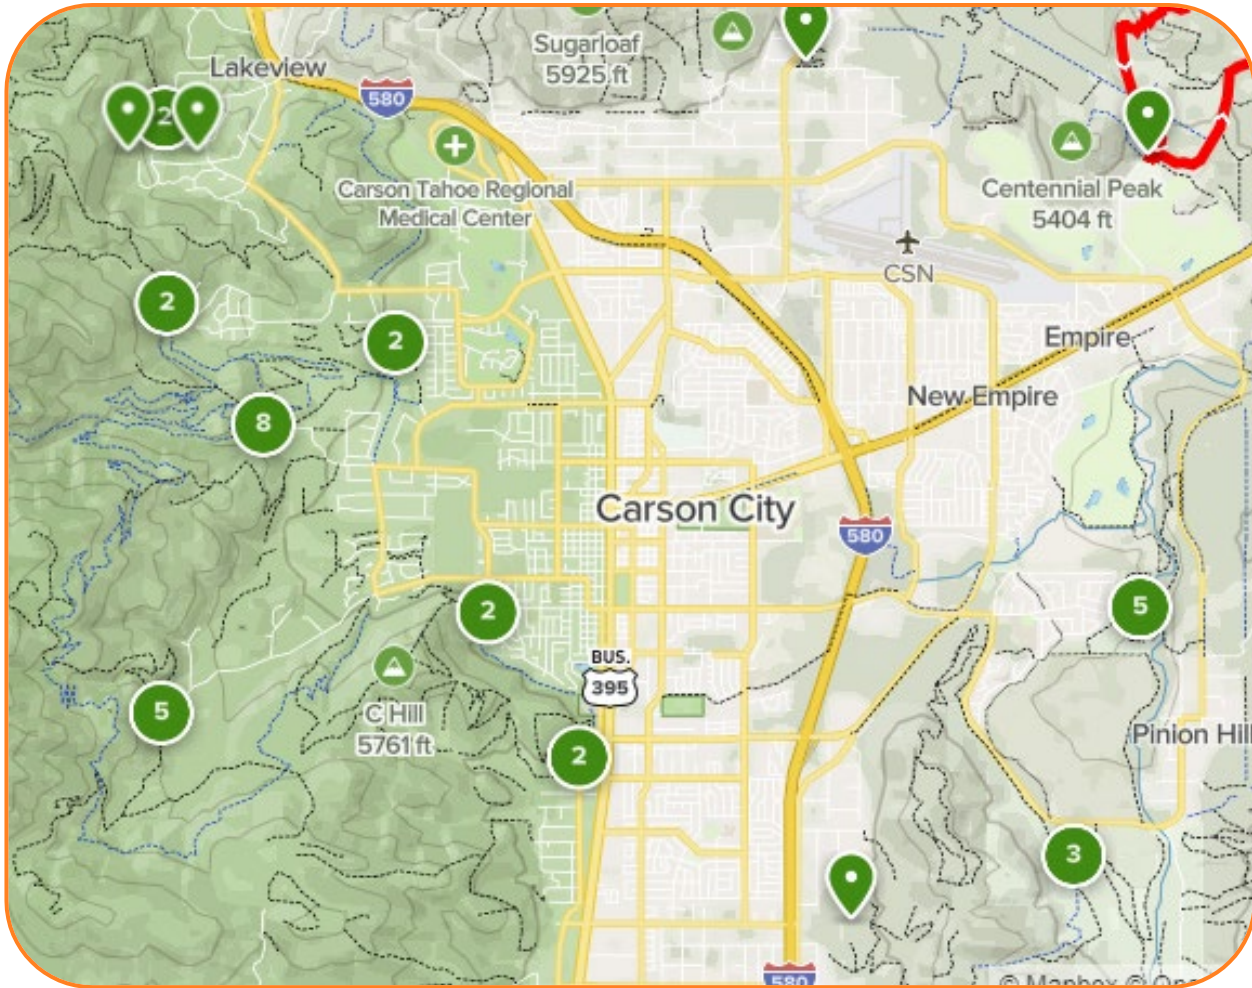 Sugarloaf
5925 ft
Lakeview
580
2
Carson Tahoe Regional
Medical Center
Centennial Peak
5404 ft
CSN
2
2
Empire
New Empire
8
Carson City
580
2
5
BUS.
395
C Hill
5761 ft
5
2
Pinion Hill
3
580
© Mapbox ©